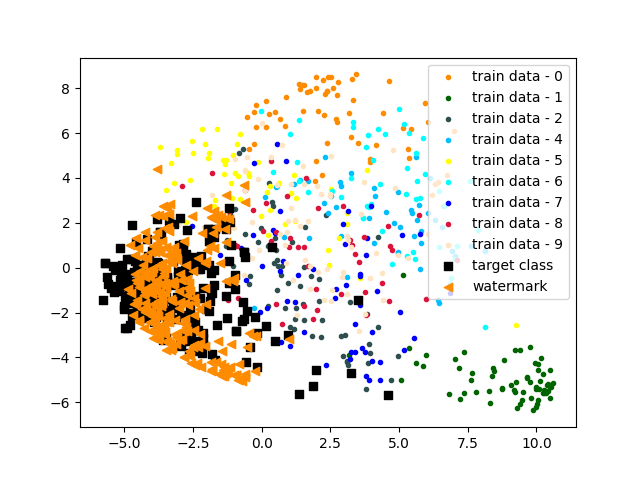 8
6
4
2
0
−2
−4
−6
−5.0 −2.5 0.0 2.5 5.0 7.5 10.0
train data - 0
train data - 1
train data - 2
train data - 4
train data - 5
train data - 6
train data - 7
train data - 8
train data - 9
target class
watermark